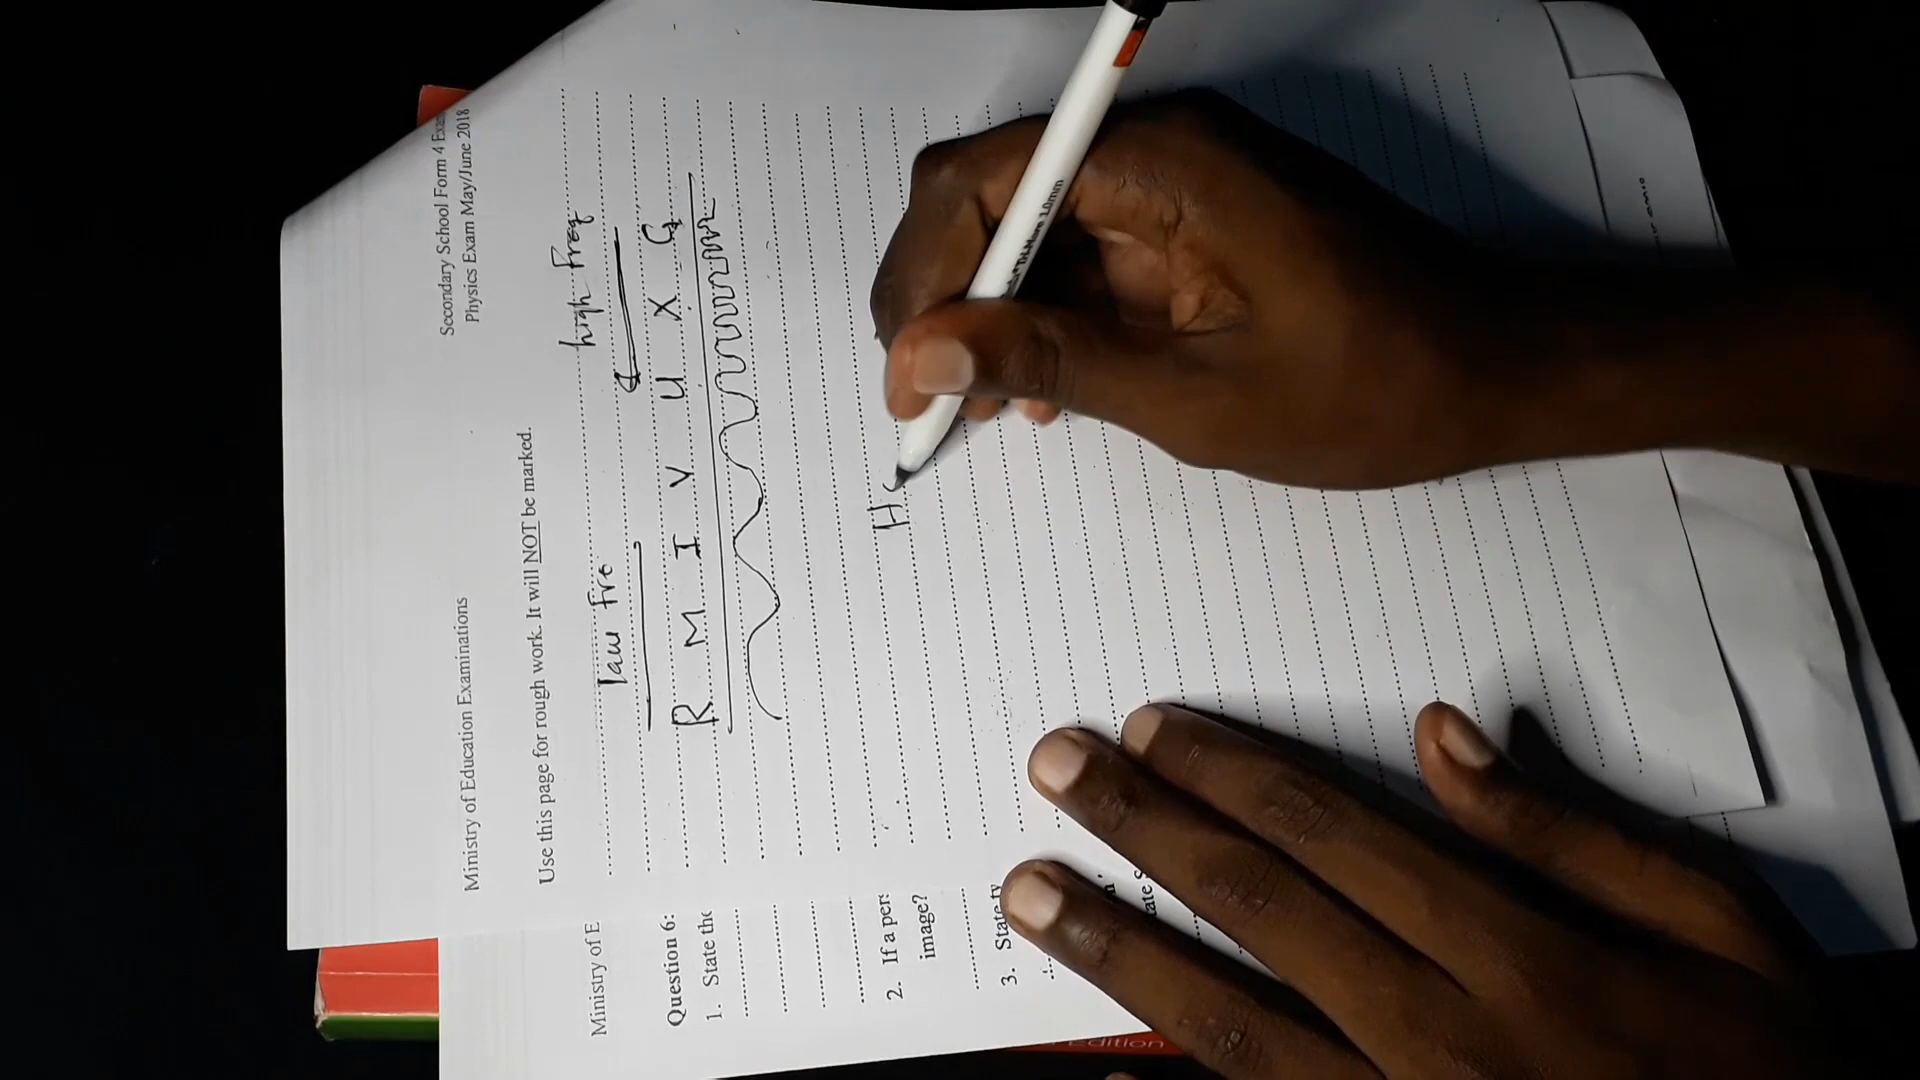 Ministry of Education Examinations
Secondary School Form 4
Physics Exam May/June 2018
Use this page for rough work. It will NOT be marked.
law Fre
high Freq
R M I V U X G
H
Ministry of E
Question 6:
1. State the
2. If a per
image?
3. State
Edition